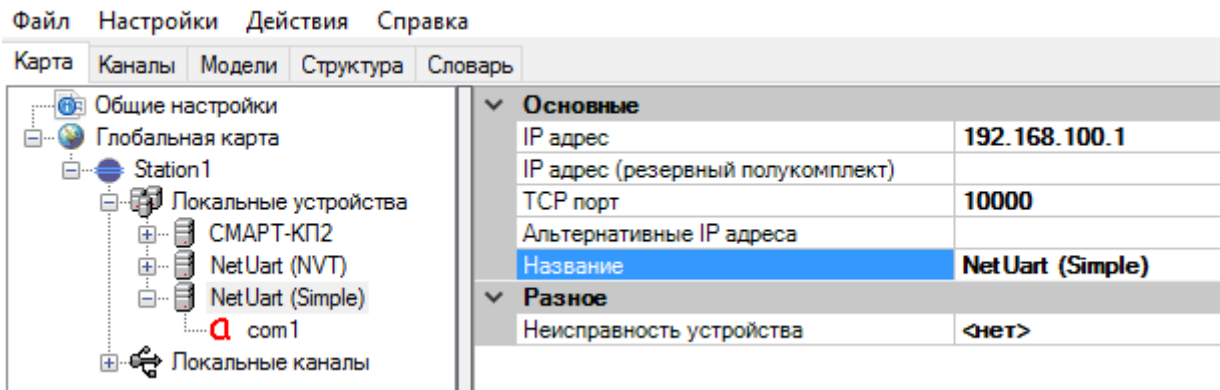 Файл Настройки Действия Справка
Карта Каналы Модели Структура Словарь
Общие настройки
Глобальная карта
Station1
Локальные устройства
СМАРТ-КП2
NetUart (NVT)
NetUart (Simple)
com1
Локальные каналы
Основные
IP адрес 192.168.100.1
IP адрес (резервный полукомплект)
TCP порт 10000
Альтернативные IP адреса
Название NetUart (Simple)
Разное
Неисправность устройства <нет>